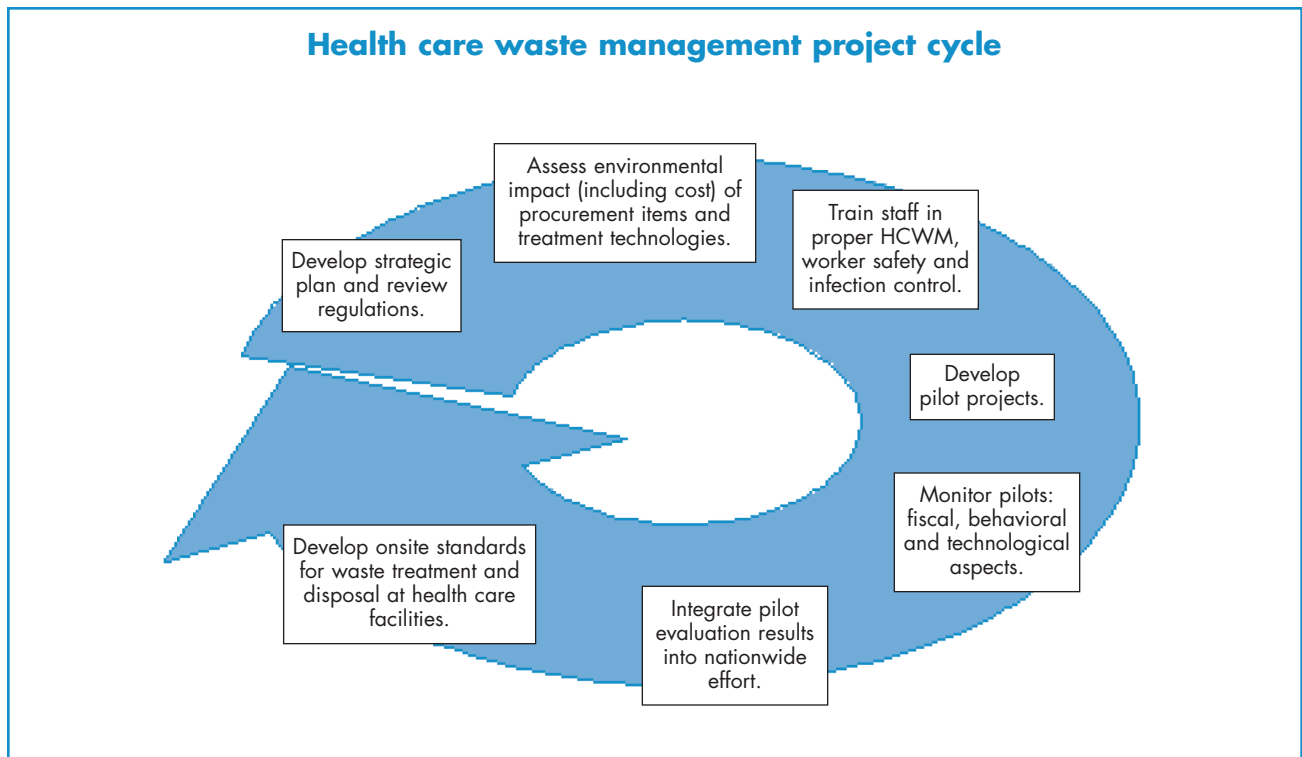 Health care waste management project cycle
Assess environmental
impact (including cost) of
procurement items and
treatment technologies.
Train staff in
proper HCWM,
worker safety and
infection control.
Develop strategic
plan and review
regulations.
Develop
pilot projects.
Monitor pilots:
fiscal, behavioral
and technological
aspects.
Develop onsite standards
for waste treatment and
disposal at health care
facilities.
Integrate pilot
evaluation results
into nationwide
effort.